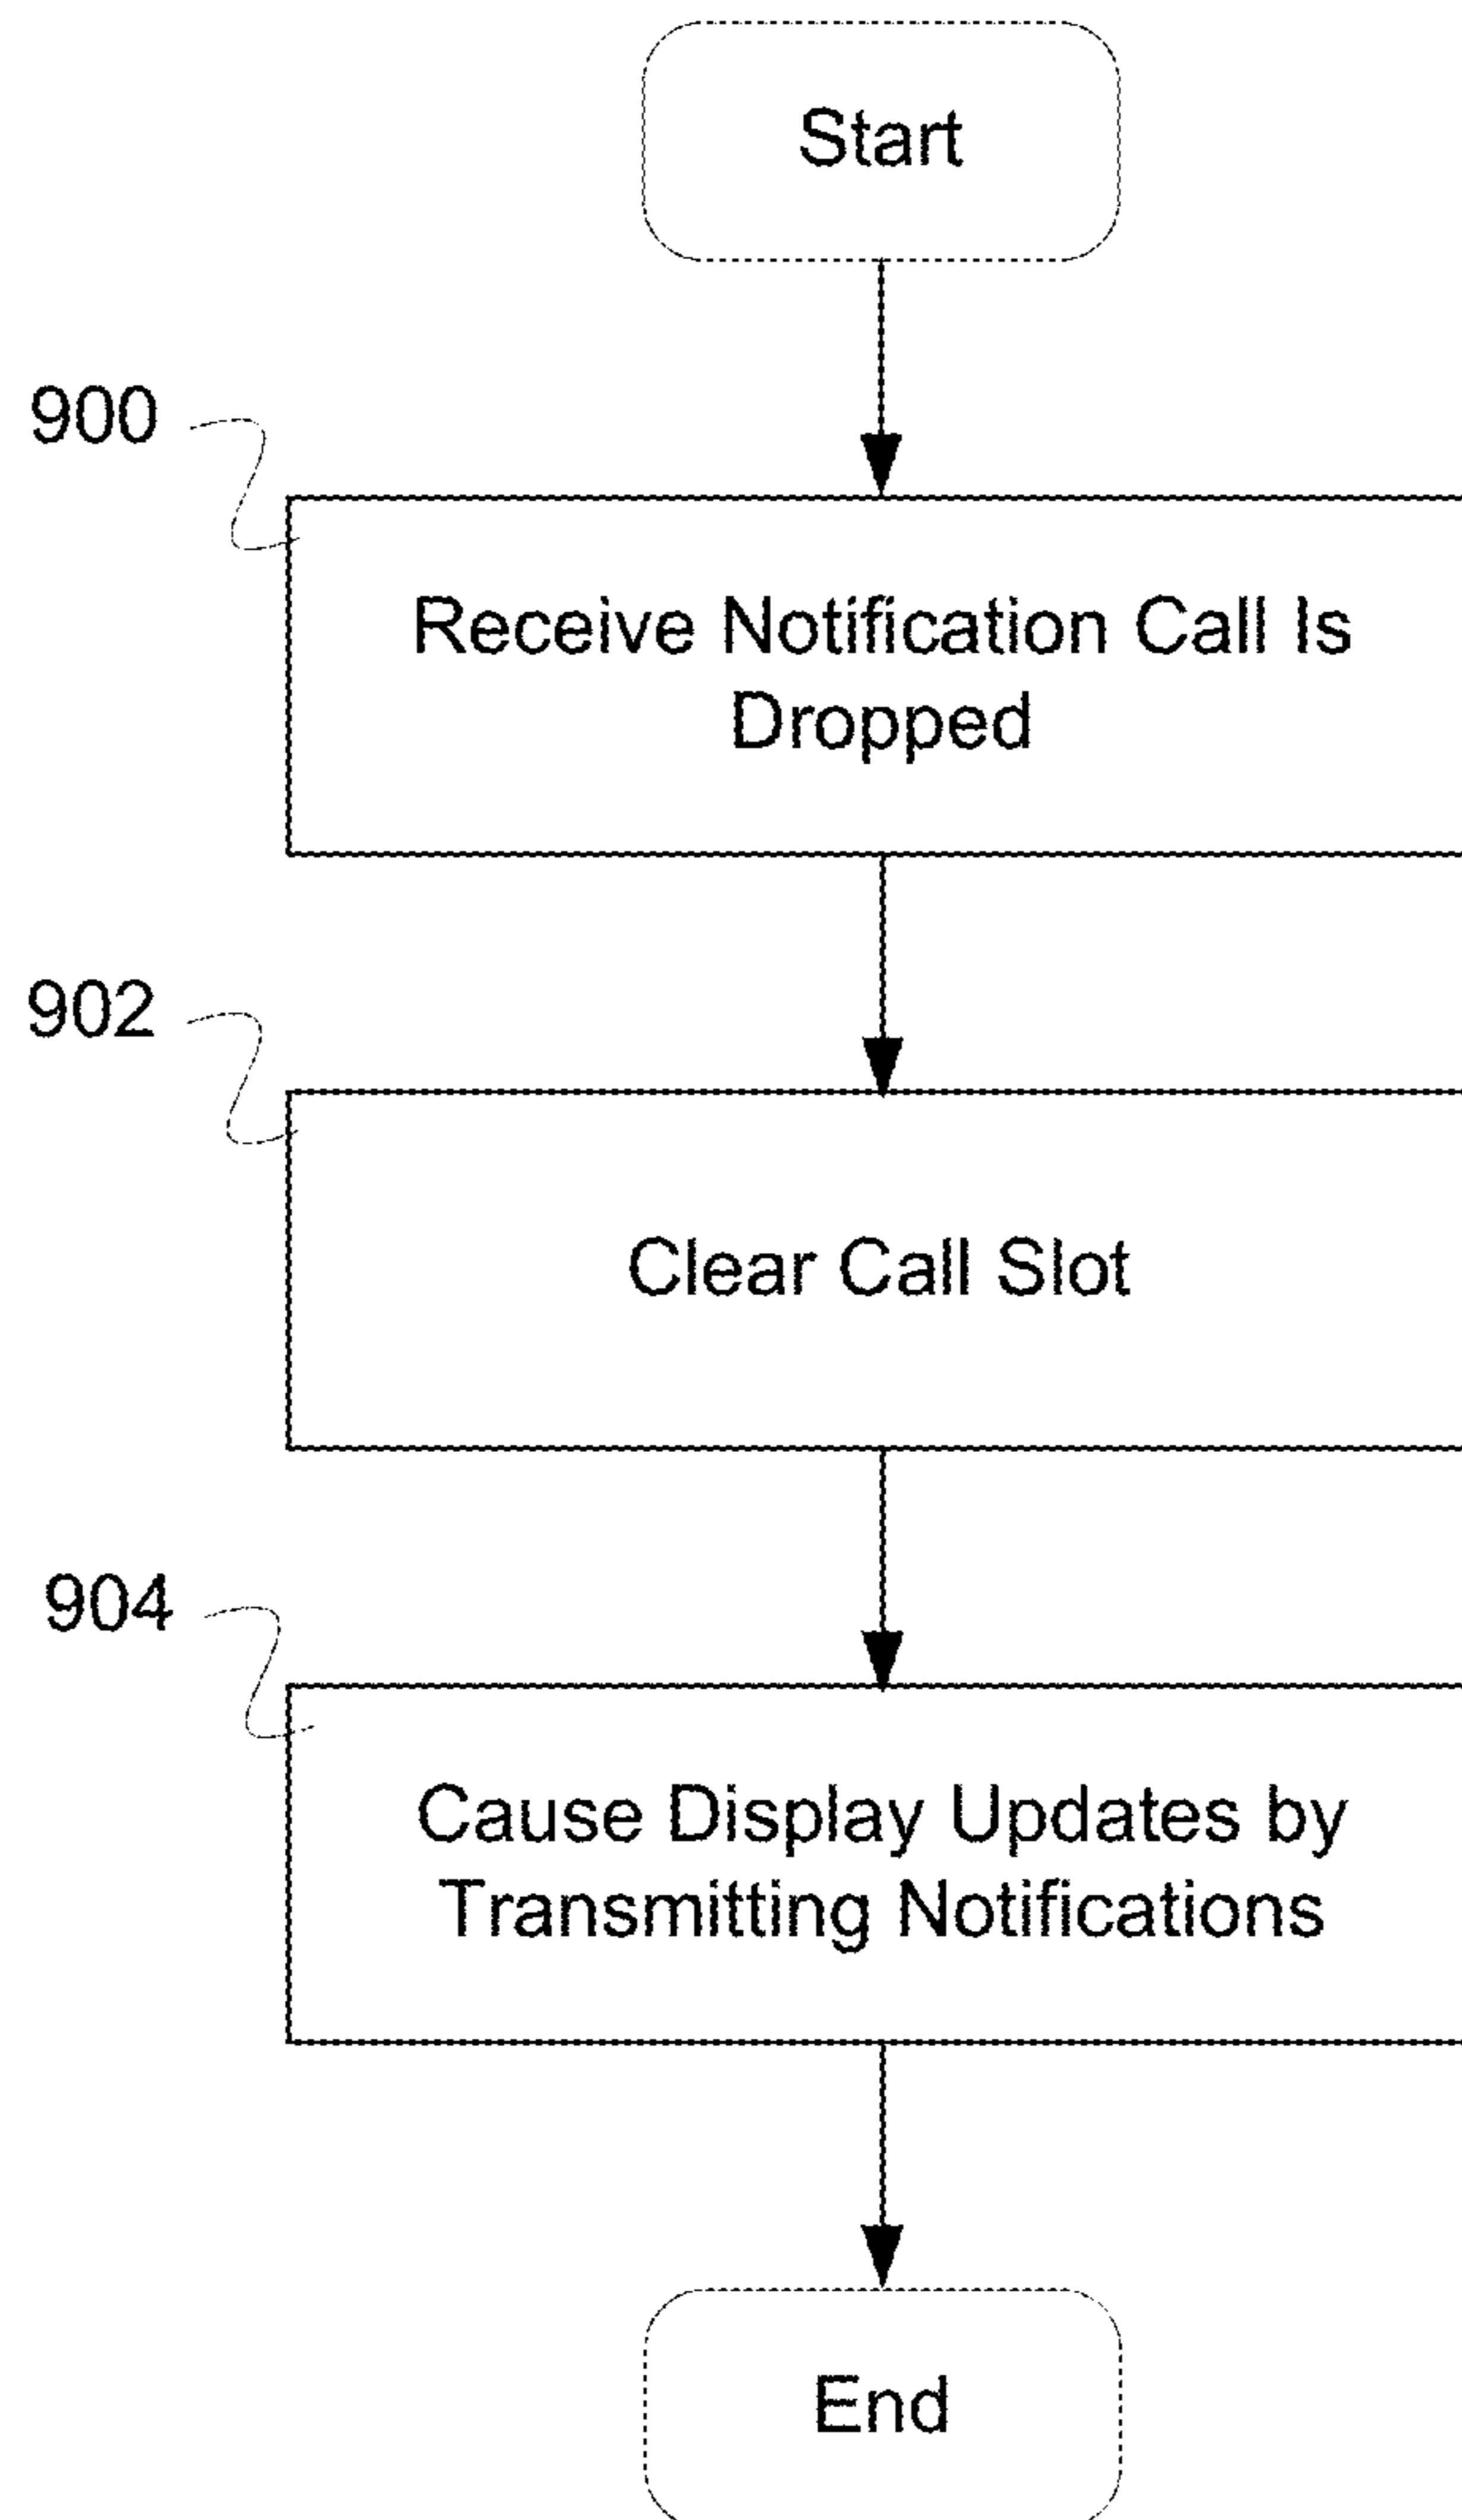 Start
900
Receive Notification Call Is
Dropped
902
Clear Call Slot
904
Cause Display Updates by
Transmitting Notifications
End